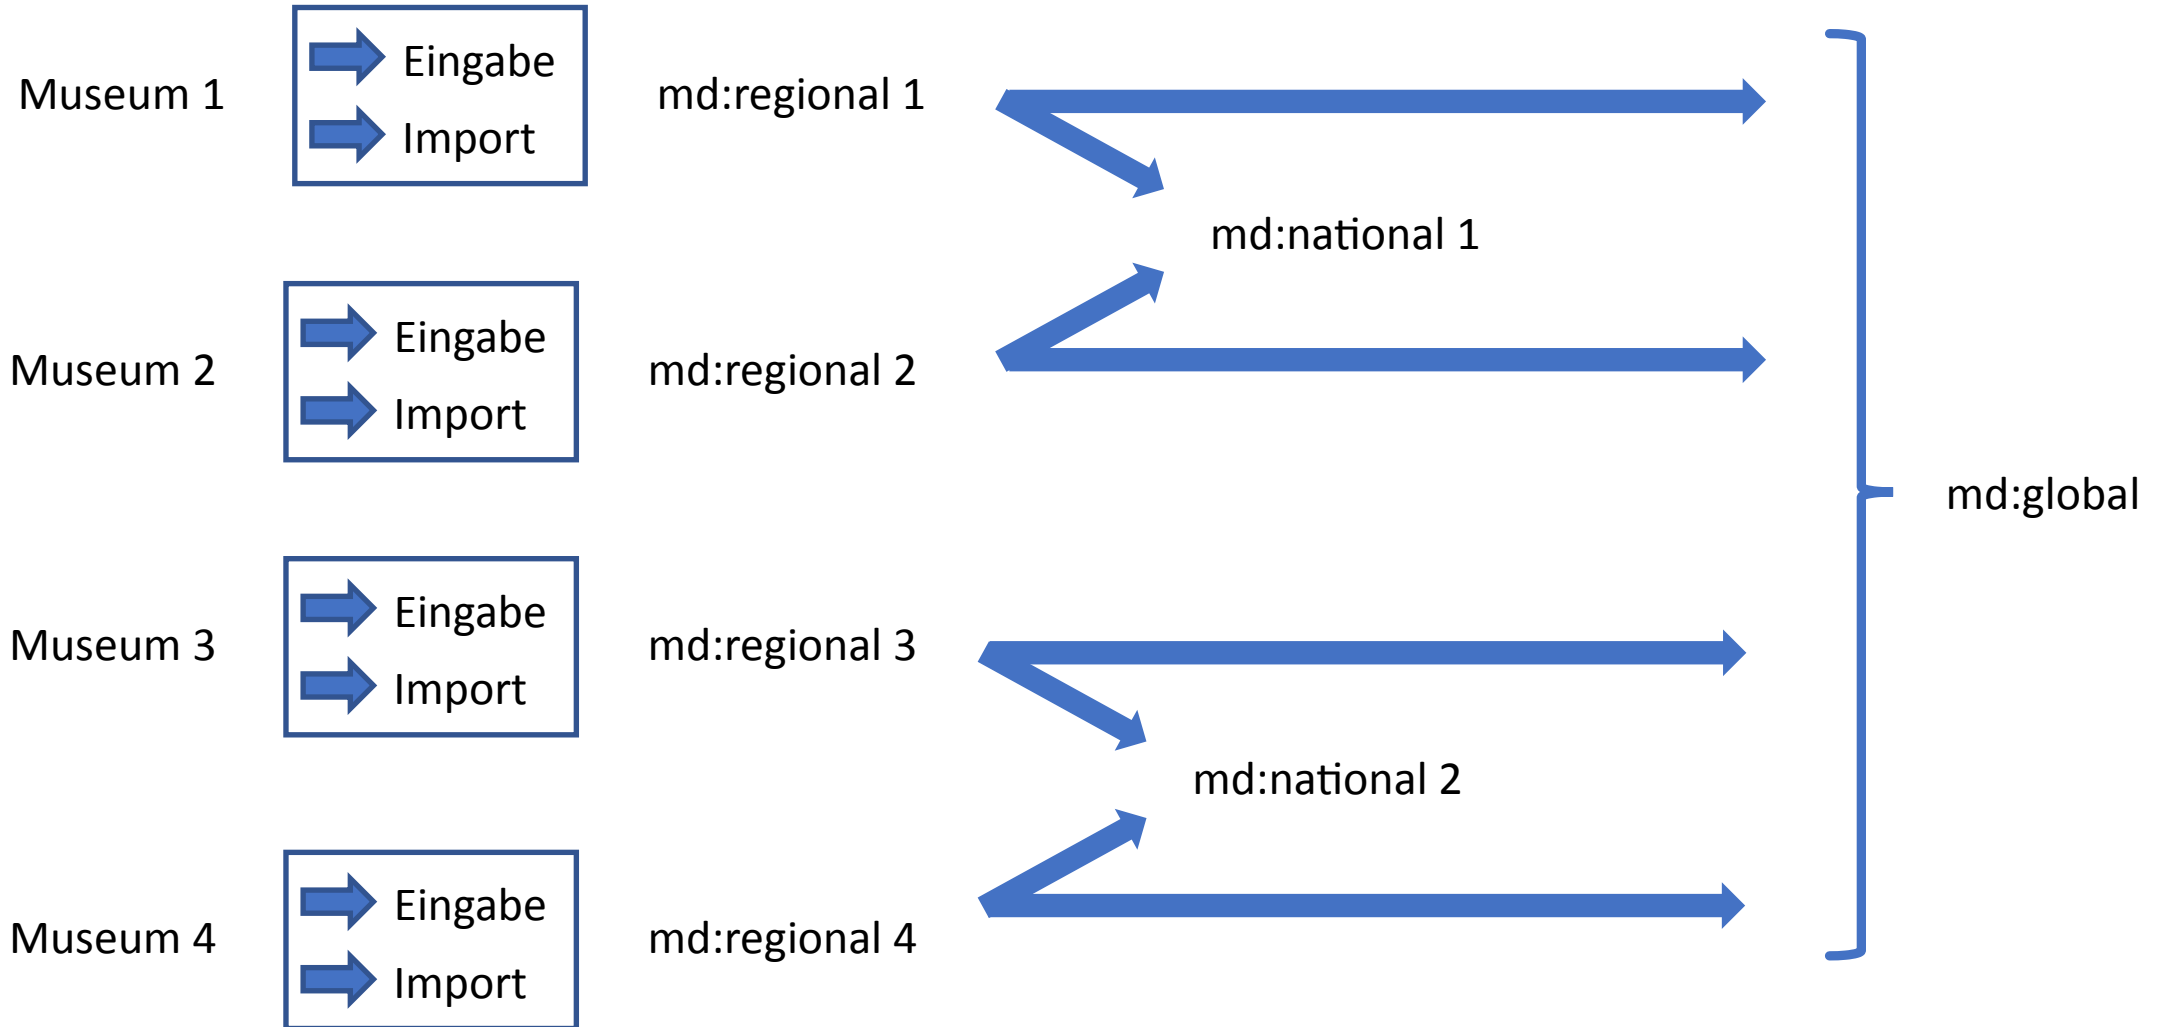 Museum 1
Eingabe
Import
md:regional 1
md:national 1
Museum 2
Eingabe
Import
md:regional 2
md:global
Museum 3
Eingabe
Import
md:regional 3
md:national 2
Museum 4
Eingabe
Import
md:regional 4